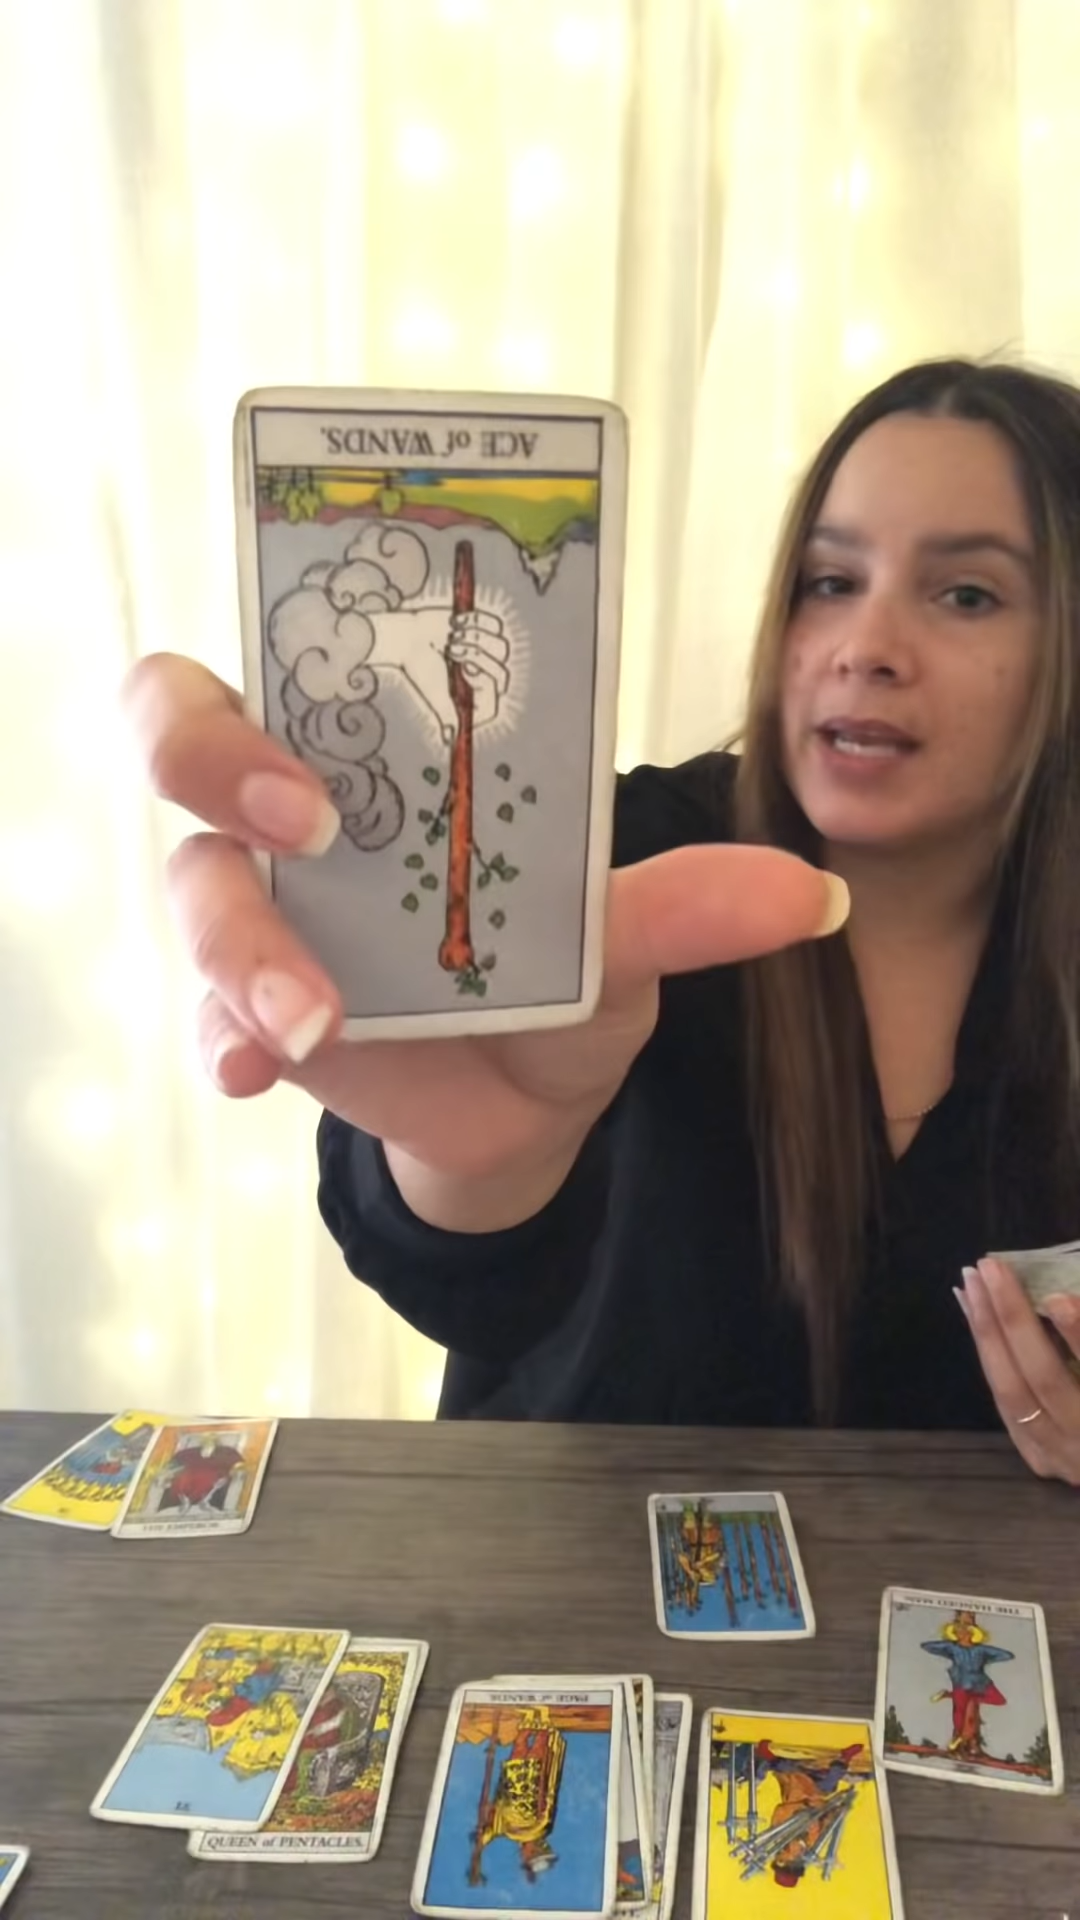 ACE of WANDS.
THE EMPEROR.
THE HANGED MAN.
PAGE of WANDS.
QUEEN of PENTACLES.